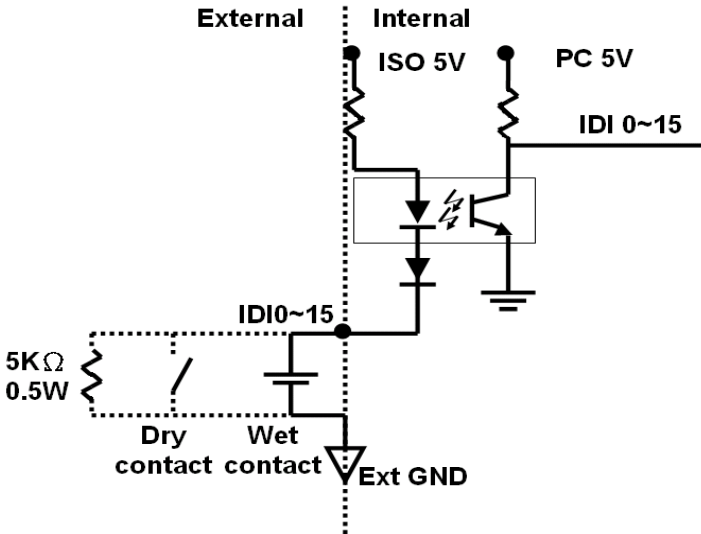 External Internal
ISO 5V PC 5V
IDI 0~15
IDI0~15
5KΩ
0.5W
Dry Wet
contact contact
Ext GND